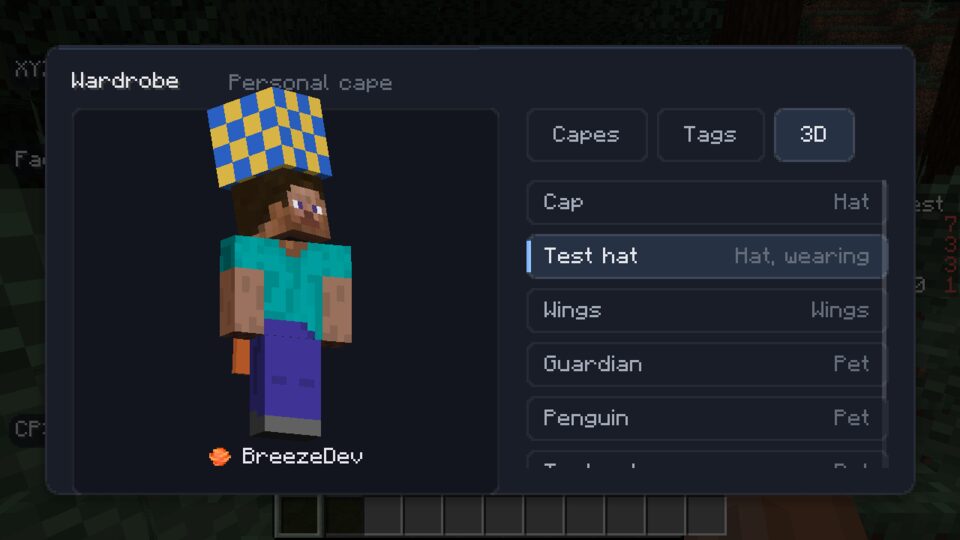 Wardrobe
Personal cape
Capes
Tags
3D
Cap
Hat
Test hat
Hat, wearing
Wings
Wings
Guardian
Pet
Penguin
Pet
BreezeDev